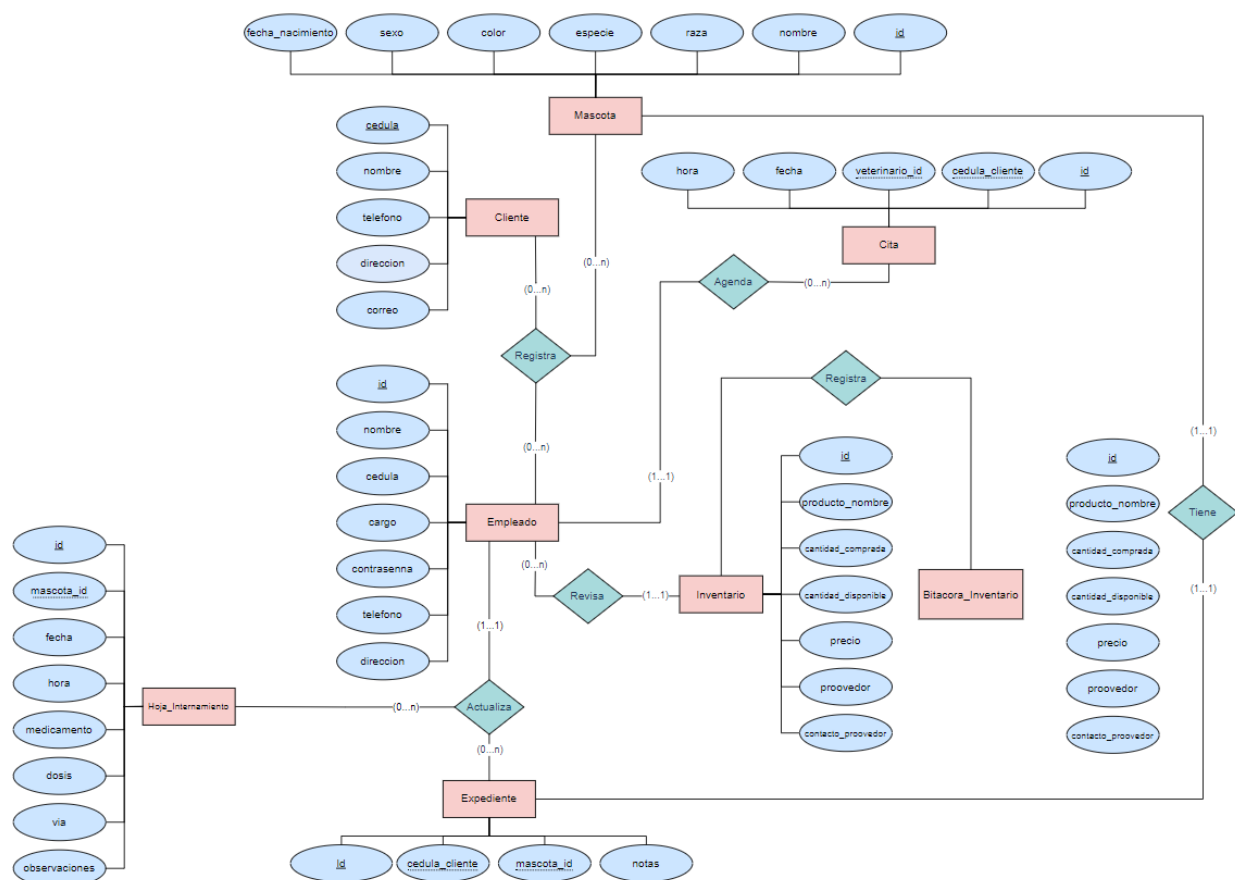 fecha_nacimiento
sexo
color
especie
raza
nombre
id
Mascota
cedula
nombre
telefono
direccion
correo
Cliente
hora
fecha
veterinario_id
cedula_cliente
id
Cita
(0...n)
(0...n)
Agenda
(0...n)
Registra
Registra
id
nombre
cedula
cargo
contrasenna
telefono
direccion
(0...n)
(1...1)
Empleado
(0...n)
Revisa
(1...1)
Inventario
id
producto_nombre
cantidad_comprada
cantidad_disponible
precio
proovedor
contacto_proovedor
Bitacora_Inventario
id
producto_nombre
cantidad_comprada
cantidad_disponible
precio
proovedor
contacto_proovedor
(1...1)
Tiene
(1...1)
id
mascota_id
fecha
hora
medicamento
dosis
via
observaciones
Hoja_Internamiento
(0...n)
(1...1)
Actualiza
(0...n)
Expediente
Id
cedula_cliente
mascota_id
notas